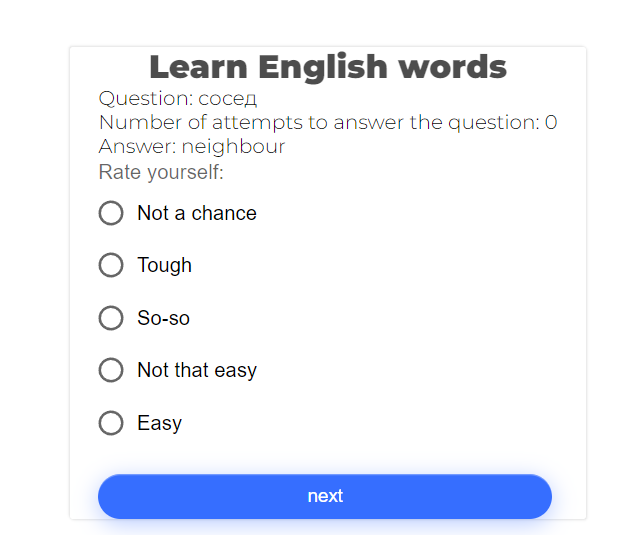 Learn English words
Question: сосед
Number of attempts to answer the question: 0
Answer: neighbour
Rate yourself:
Not a chance
Tough
So-so
Not that easy
Easy
next